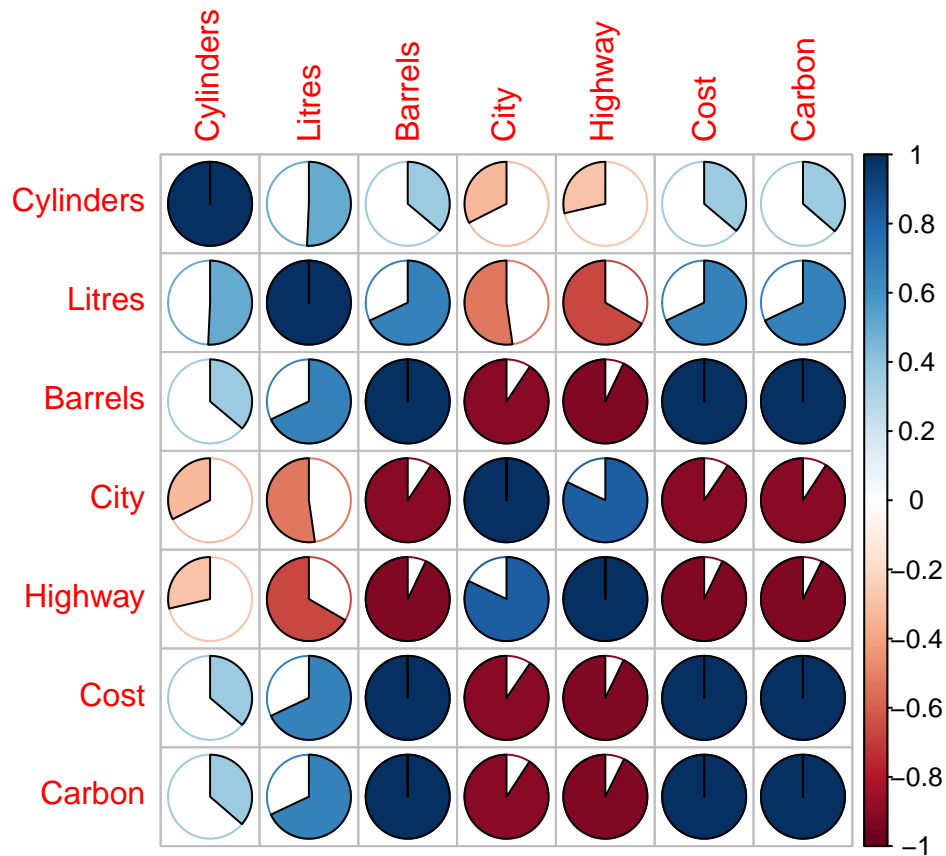 Cylinders
Litres
Barrels
City
Highway
Cost
Carbon
Cylinders
Litres
Barrels
City
Highway
Cost
Carbon
1
0.8
0.6
0.4
0.2
0
−0.2
−0.4
−0.6
−0.8
−1